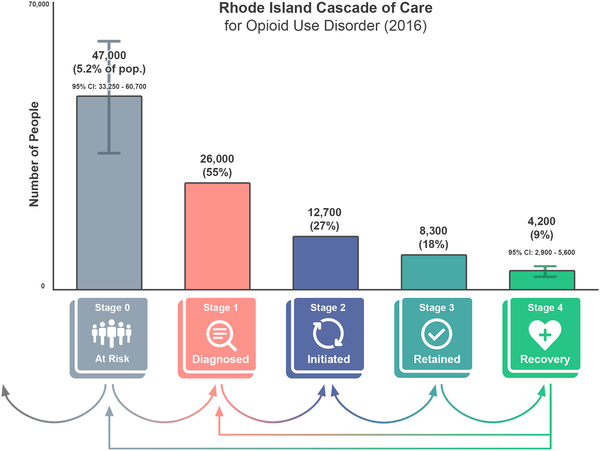 Rhode Island Cascade of Care
for Opioid Use Disorder (2016)
70,000
Number of People
0
47,000
(5.2% of pop.)
95% CI: 33,250 - 60,700
26,000
(55%)
12,700
(27%)
8,300
(18%)
4,200
(9%)
95% CI: 2,900 - 5,600
Stage 0
At Risk
Stage 1
Diagnosed
Stage 2
Initiated
Stage 3
Retained
Stage 4
Recovery